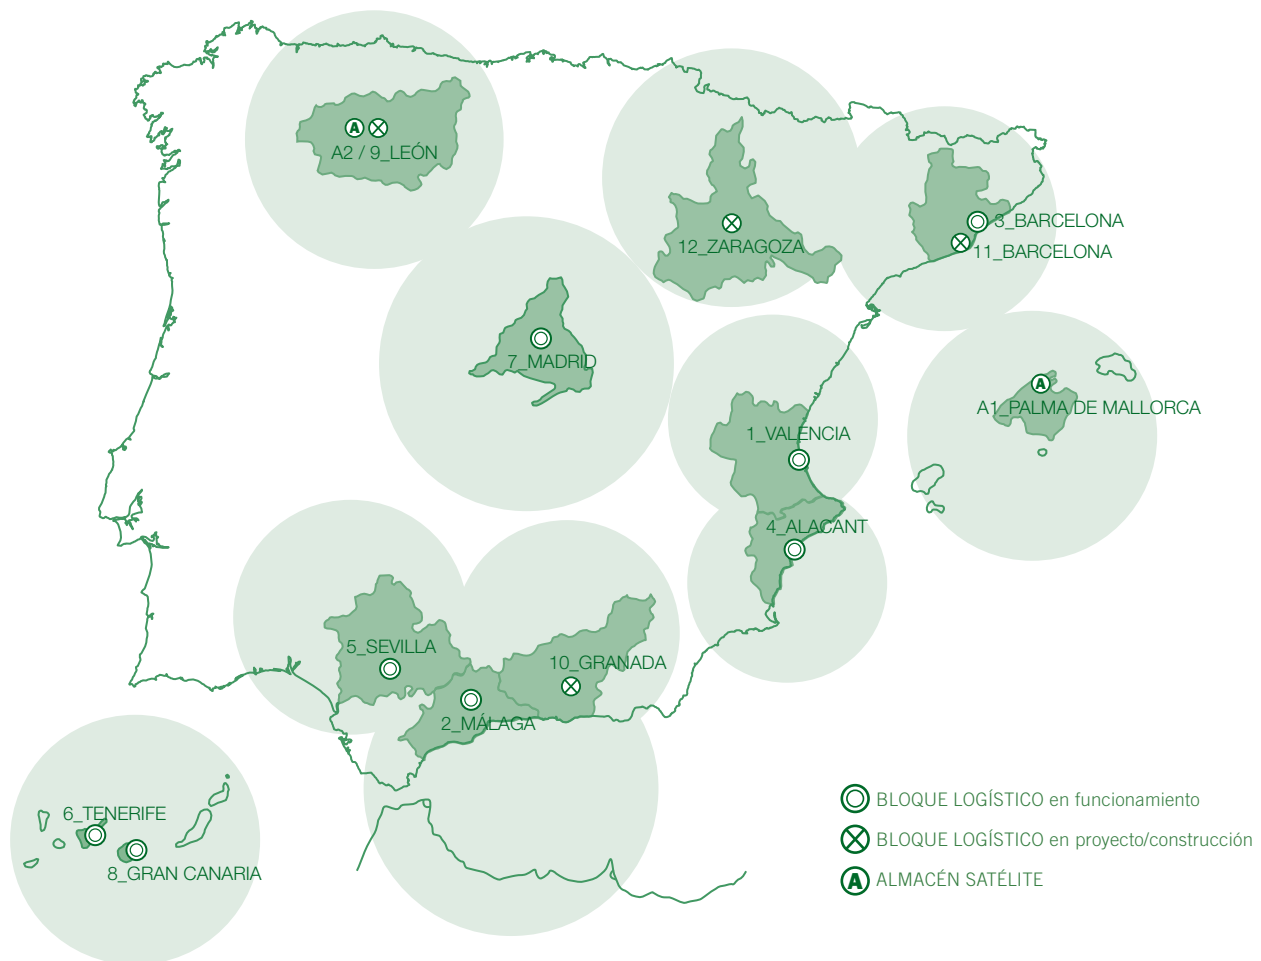 A
A2 / 9_LEÓN
12_ZARAGOZA
3_BARCELONA
11_BARCELONA
7_MADRID
A
A1_PALMA DE MALLORCA
1_VALENCIA
4_ALACANT
5_SEVILLA
10_GRANADA
2_MÁLAGA
6_TENERIFE
8_GRAN CANARIA
BLOQUE LOGÍSTICO en funcionamiento
BLOQUE LOGÍSTICO en proyecto/construcción
A ALMACÉN SATÉLITE